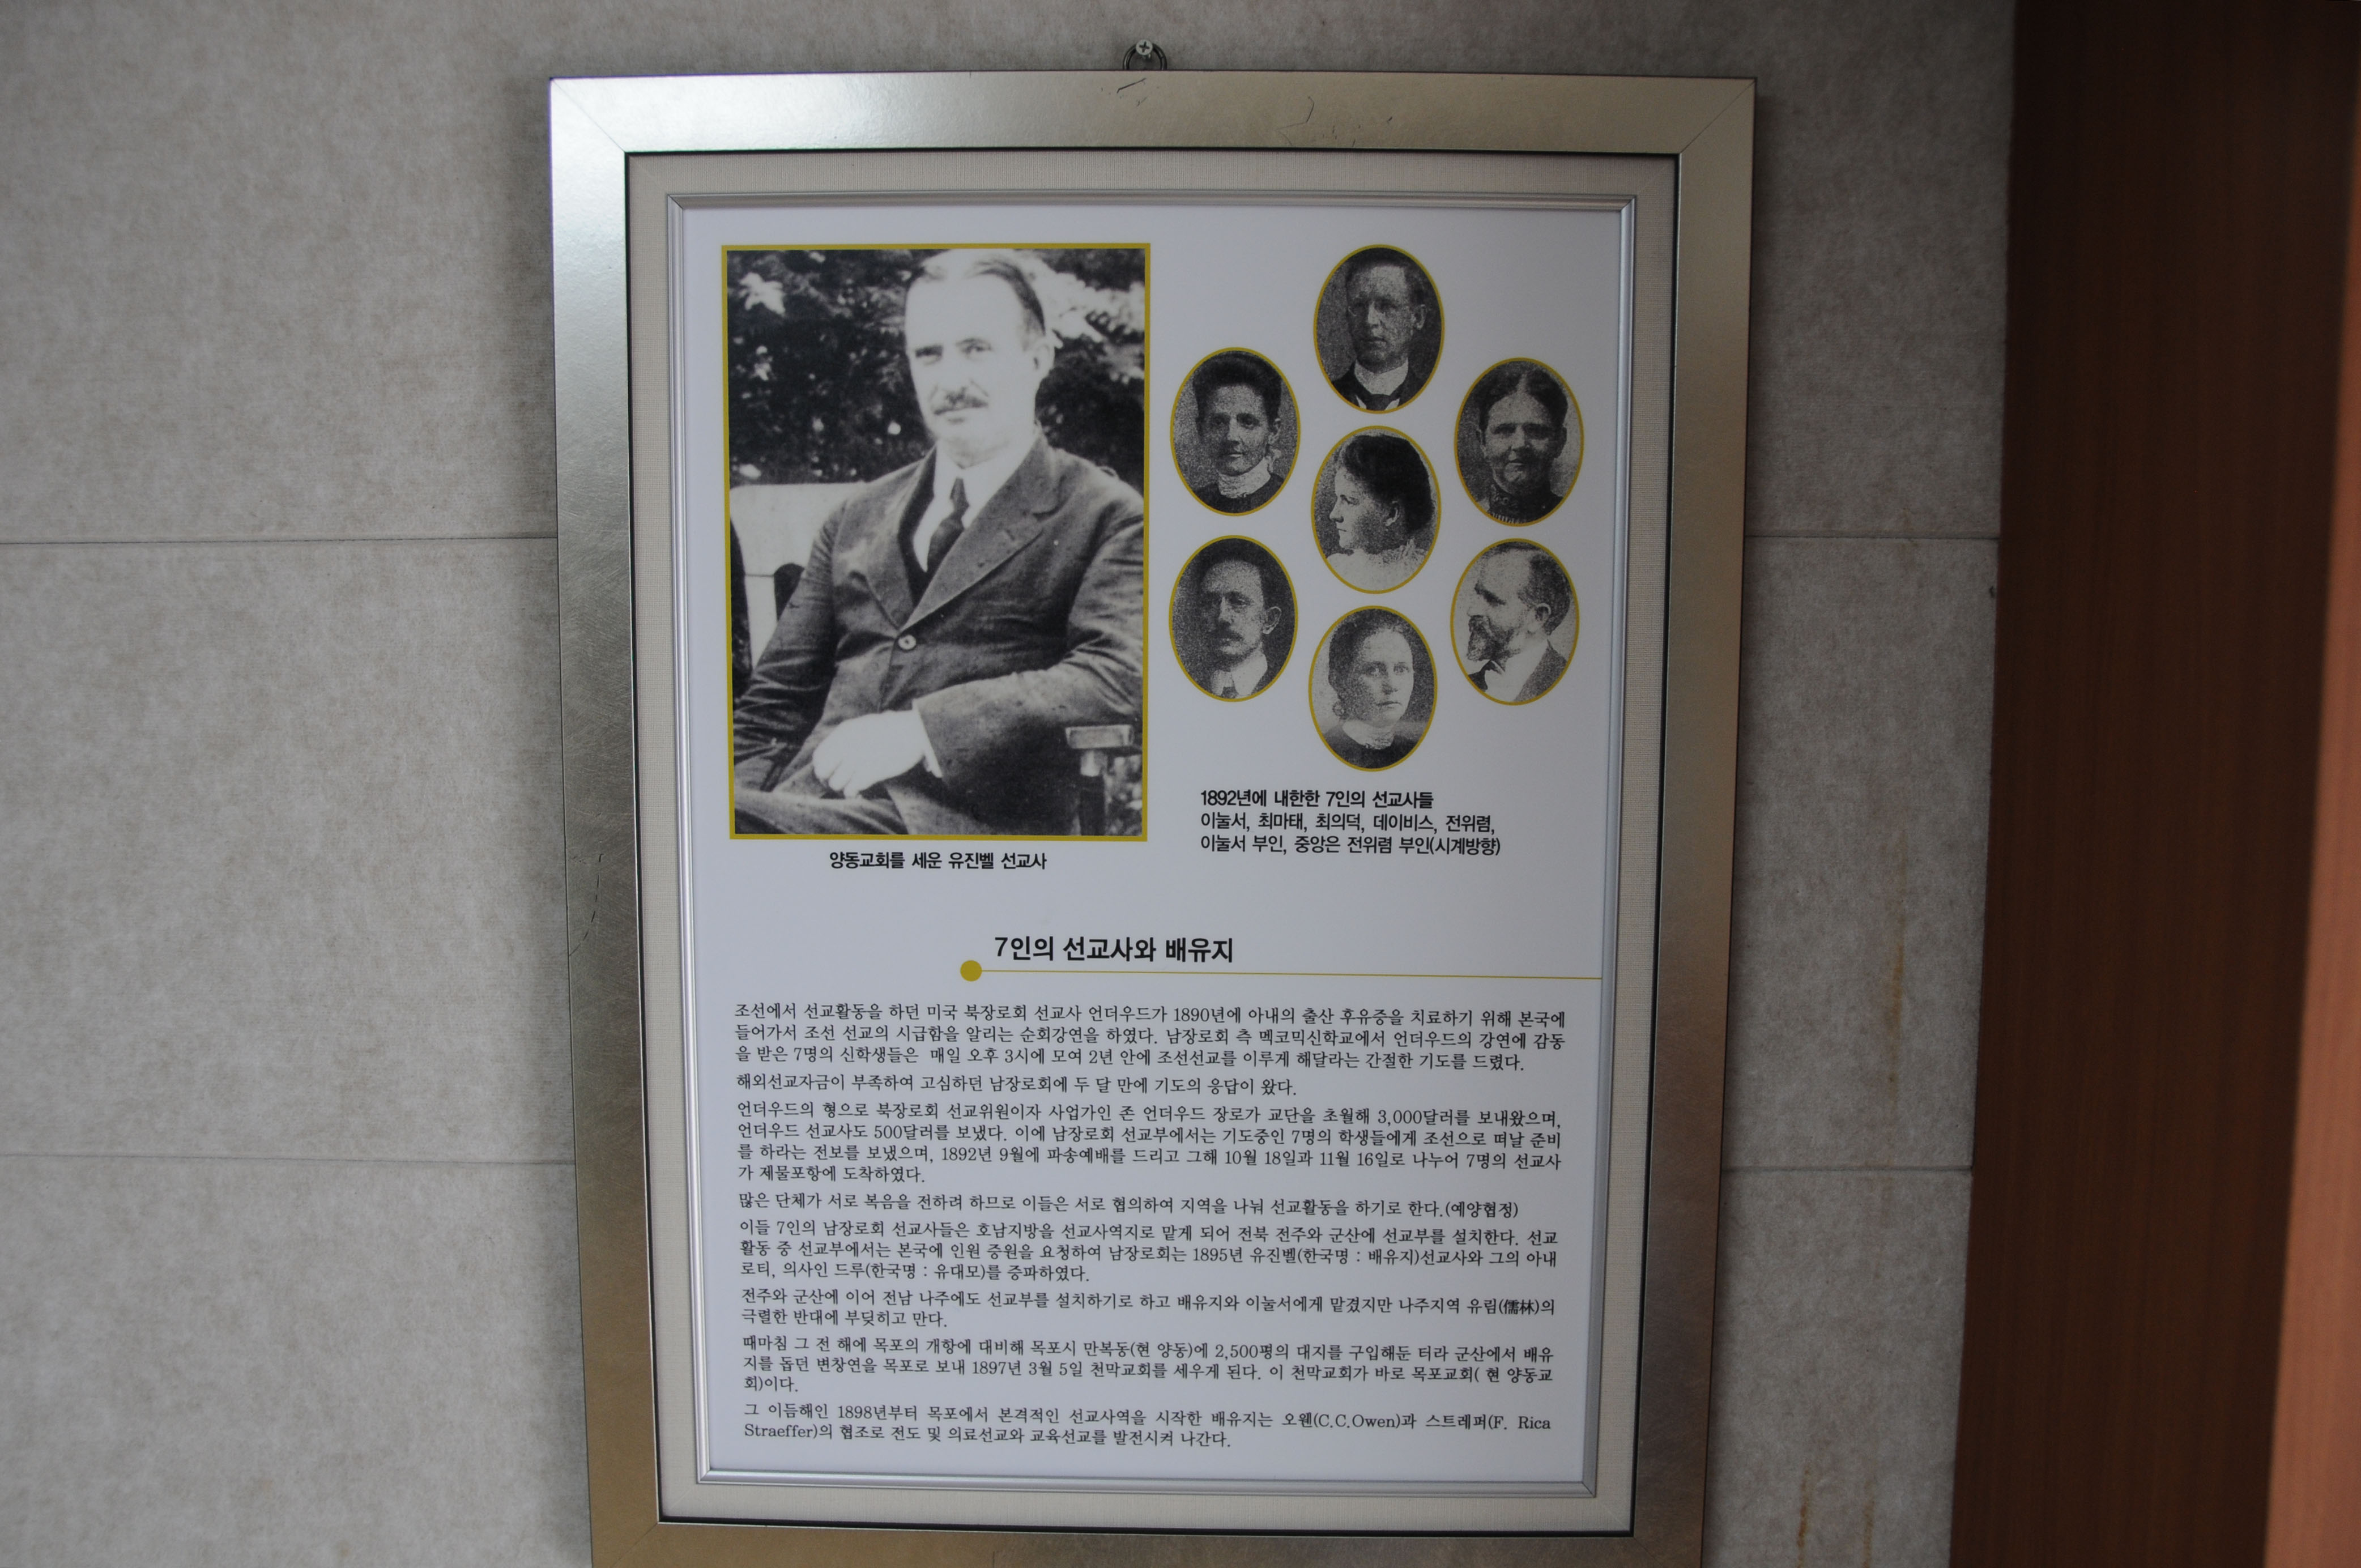 양동교회를 세운 유진벨 선교사
1892년에 내한한 7인의 선교사들
이눌서, 최마태, 최의덕, 데이비스, 전위렴,
이눌서 부인, 중앙은 전위렴 부인(시계방향)
7인의 선교사와 배유지
조선에서 선교활동을 하던 미국 북장로회 선교사 언더우드가 1890년에 아내의 출산 후유증을 치료하기 위해 본국에
들어가서 조선 선교의 시급함을 알리는 순회강연을 하였다. 남장로회 측 멕코믹신학교에서 언더우드의 강연에 감동
을 받은 7명의 신학생들은 매일 오후 3시에 모여 2년 안에 조선선교를 이루게 해달라는 간절한 기도를 드렸다.
해외선교자금이 부족하여 고심하던 남장로회에 두 달 만에 기도의 응답이 왔다.
언더우드의 형으로 북장로회 선교위원이자 사업가인 존 언더우드 장로가 교단을 초월해 3,000달러를 보내왔으며,
언더우드 선교사도 500달러를 보냈다. 이에 남장로회 선교부에서는 기도중인 7명의 학생들에게 조선으로 떠날 준비
를 하라는 전보를 보냈으며, 1892년 9월에 파송예배를 드리고 그해 10월 18일과 11월 16일로 나누어 7명의 선교사
가 제물포항에 도착하였다.
많은 단체가 서로 복음을 전하려 하므로 이들은 서로 협의하여 지역을 나눠 선교활동을 하기로 한다.(예양협정)
이들 7인의 남장로회 선교사들은 호남지방을 선교사역지로 맡게 되어 전북 전주와 군산에 선교부를 설치한다. 선교
활동 중 선교부에서는 본국에 인원 증원을 요청하여 남장로회는 1895년 유진벨(한국명 : 배유지)선교사와 그의 아내
로티, 의사인 드루(한국명 : 유대모)를 증파하였다.
전주와 군산에 이어 전남 나주에도 선교부를 설치하기로 하고 배유지와 이눌서에게 맡겼지만 나주지역 유림(儒林)의
극렬한 반대에 부딪히고 만다.
때마침 그 전 해에 목포의 개항에 대비해 목포시 만복동(현 양동)에 2,500평의 대지를 구입해둔 터라 군산에서 배유
지를 돕던 변창연을 목포로 보내 1897년 3월 5일 천막교회를 세우게 된다. 이 천막교회가 바로 목포교회( 현 양동교
회)이다.
그 이듬해인 1898년부터 목포에서 본격적인 선교사역을 시작한 배유지는 오웬(C.C.Owen)과 스트레퍼(F. Rica
Straeffer)의 협조로 전도 및 의료선교와 교육선교를 발전시켜 나간다.